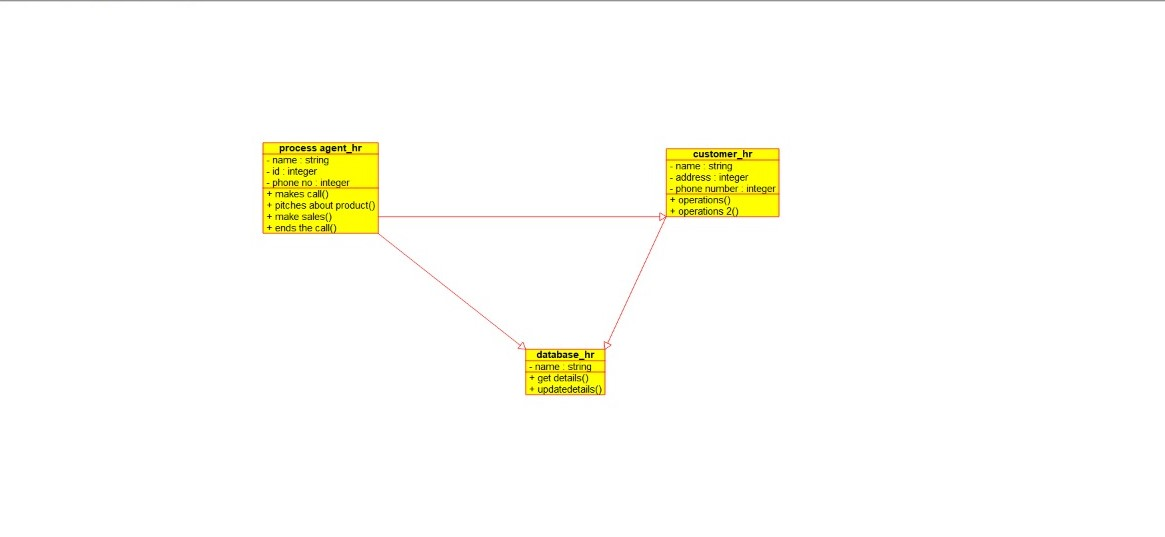 process agent_hr
- name : string
- id : integer
- phone no : integer
+ makes call()
+ pitches about product()
+ make sales()
+ ends the call()
customer_hr
- name : string
- address : integer
- phone number : integer
+ operations()
+ operations 2()
database_hr
- name : string
+ get details()
+ updatedetails()